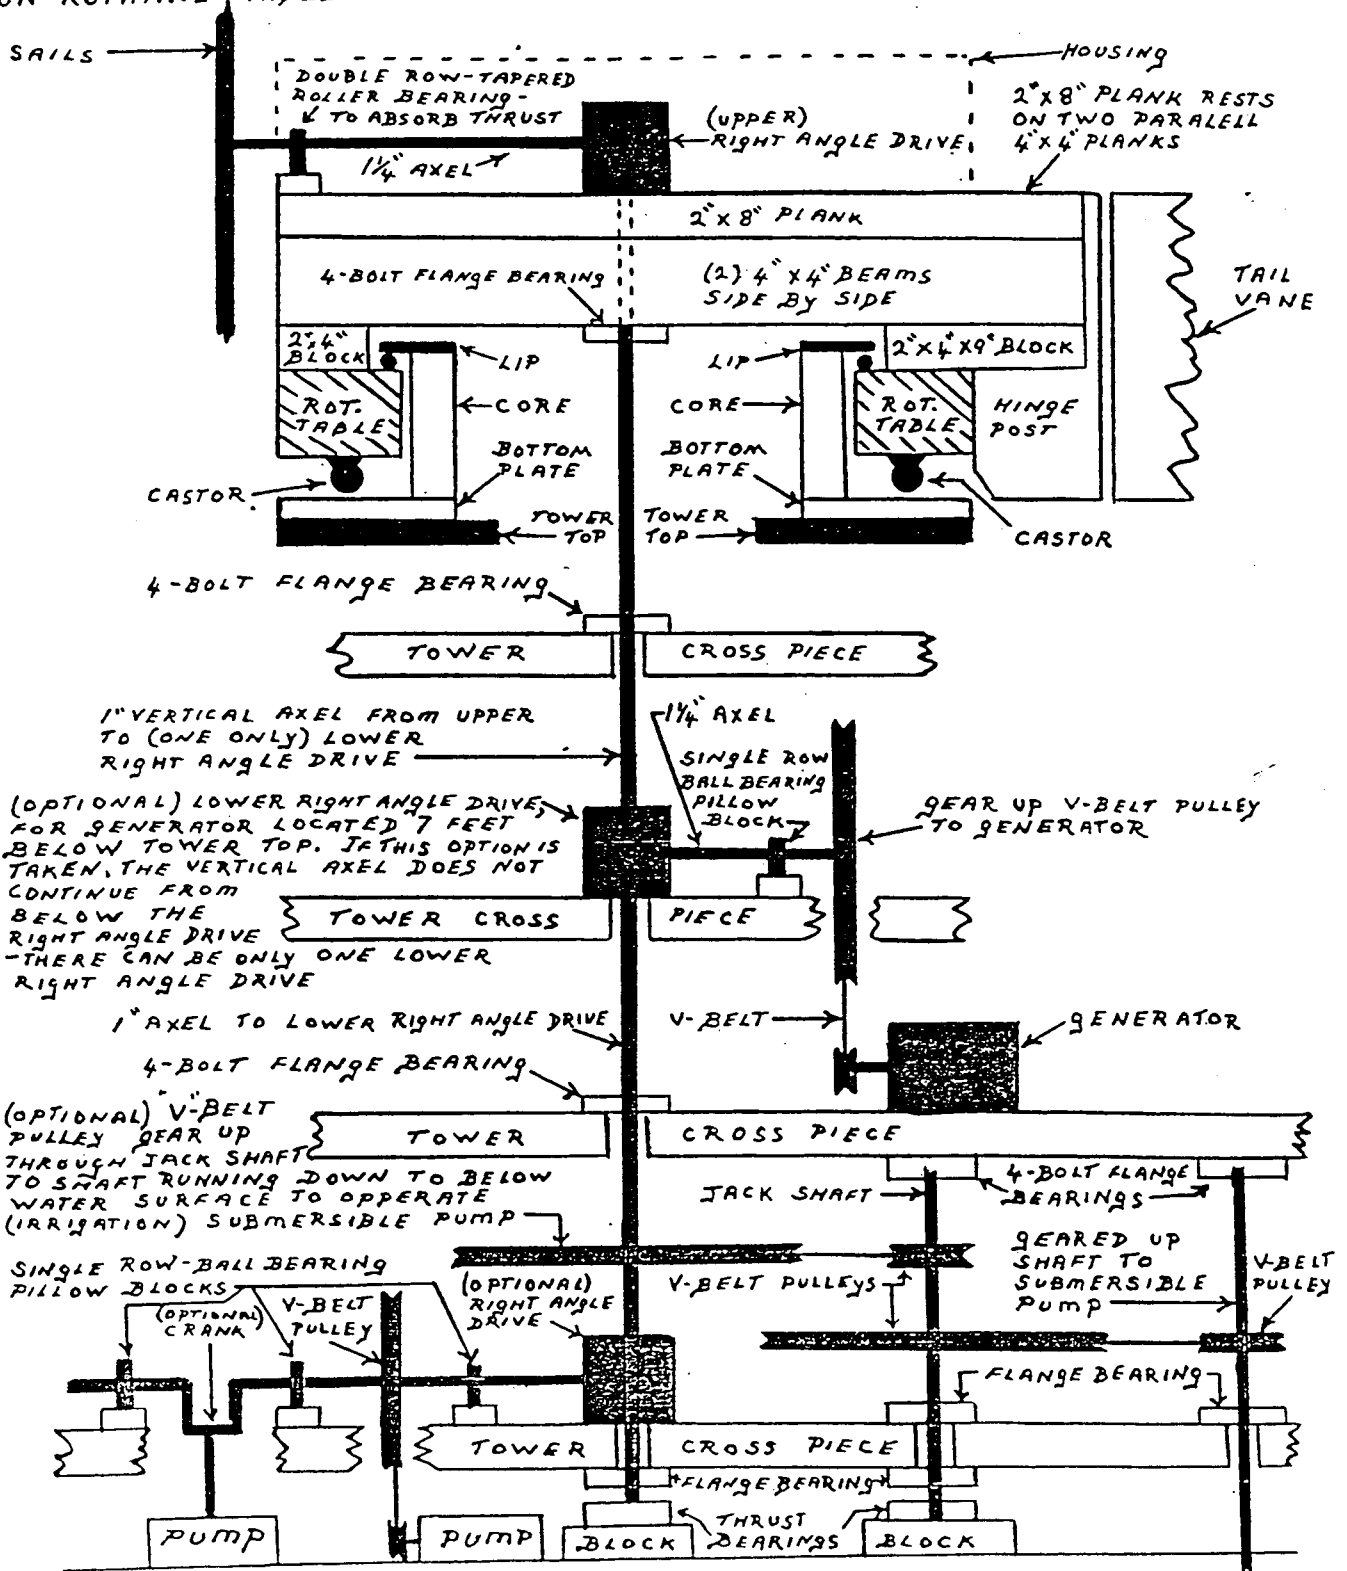 SAILS
HOUSING
DOUBLE ROW-TAPERED
ROLLER BEARING-
TO ABSORB THRUST
(UPPER)
RIGHT ANGLE DRIVE
2"X8" PLANK RESTS
ON TWO PARALELL
4"X4" PLANKS
1¼" AXEL
2"X8" PLANK
4-BOLT FLANGE BEARING
(2) 4"X4" BEAMS
SIDE BY SIDE
TAIL
VANE
2"X4"
BLOCK
LIP
LIP
2"X4"X9" BLOCK
ROT.
TABLE
CORE
CORE
ROT.
TABLE
HINGE
POST
BOTTOM
PLATE
BOTTOM
PLATE
CASTOR
TOWER
TOP
TOWER
TOP
CASTOR
4-BOLT FLANGE BEARING
TOWER CROSS PIECE
1" VERTICAL AXEL FROM UPPER
TO (ONE ONLY) LOWER
RIGHT ANGLE DRIVE
1¼" AXEL
SINGLE ROW
BALL BEARING
PILLOW
BLOCK
(OPTIONAL) LOWER RIGHT ANGLE DRIVE,
FOR GENERATOR LOCATED 7 FEET
BELOW TOWER TOP. IF THIS OPTION IS
TAKEN, THE VERTICAL AXEL DOES NOT
CONTINUE FROM
BELOW THE
RIGHT ANGLE DRIVE
-THERE CAN BE ONLY ONE LOWER
RIGHT ANGLE DRIVE
GEAR UP V-BELT PULLEY
TO GENERATOR
TOWER CROSS PIECE
1" AXEL TO LOWER RIGHT ANGLE DRIVE
V-BELT
GENERATOR
4-BOLT FLANGE BEARING
(OPTIONAL) "V"-BELT
PULLEY GEAR UP
THROUGH JACK SHAFT
TO SHAFT RUNNING DOWN TO BELOW
WATER SURFACE TO OPPERATE
(IRRIGATION) SUBMERSIBLE PUMP
TOWER CROSS PIECE
JACK SHAFT
4-BOLT FLANGE
BEARINGS
GEARED UP
SHAFT TO
SUBMERSIBLE
PUMP
V-BELT
PULLEY
SINGLE ROW-BALL BEARING
PILLOW BLOCKS
(OPTIONAL)
CRANK
V-BELT
PULLEY
(OPTIONAL)
RIGHT ANGLE
DRIVE
V-BELT PULLEYS
FLANGE BEARING
TOWER CROSS PIECE
FLANGE BEARING
THRUST
BEARINGS
PUMP
PUMP
BLOCK
BLOCK